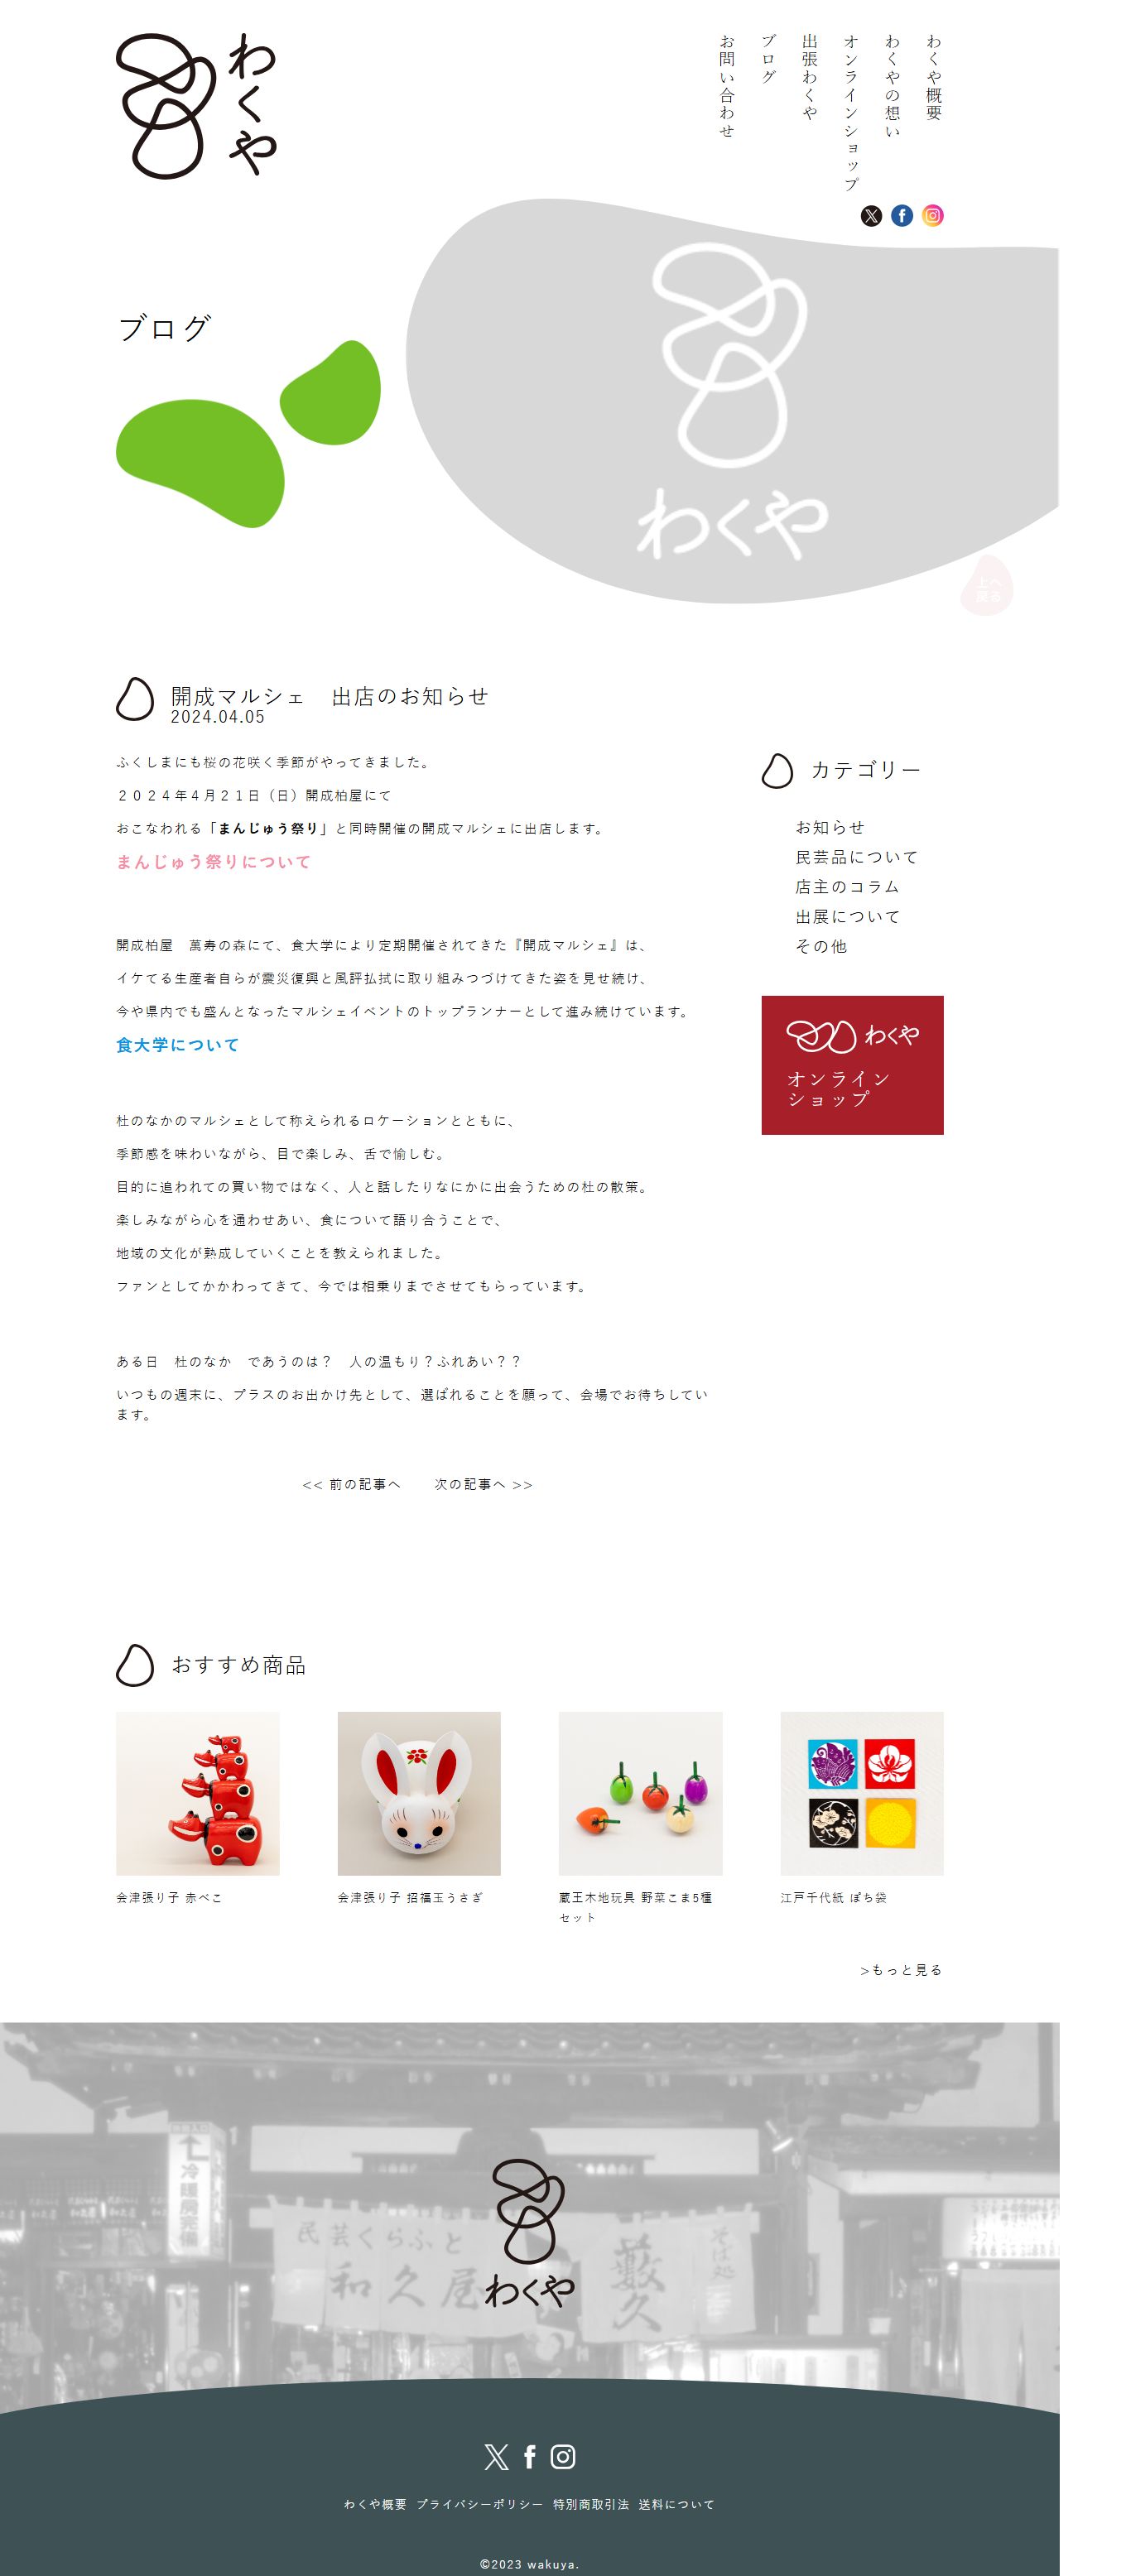 わくや
わくや概要
わくやの想い
オンラインショップ
出張わくや
ブログ
お問い合わせ
ブログ
わくや
上へ
戻る
開成マルシェ　出店のお知らせ
2024.04.05
ふくしまにも桜の花咲く季節がやってきました。
２０２４年４月２１日（日）開成柏屋にて
おこなわれる「まんじゅう祭り」と同時開催の開成マルシェに出店します。
まんじゅう祭りについて
開成柏屋　萬寿の森にて、食大学により定期開催されてきた『開成マルシェ』は、
イケてる生産者自らが震災復興と風評払拭に取り組みつづけてきた姿を見せ続け、
今や県内でも盛んとなったマルシェイベントのトップランナーとして進み続けています。
食大学について
杜のなかのマルシェとして称えられるロケーションとともに、
季節感を味わいながら、目で楽しみ、舌で愉しむ。
目的に追われての買い物ではなく、人と話したりなにかに出会うための杜の散策。
楽しみながら心を通わせあい、食について語り合うことで、
地域の文化が熟成していくことを教えられました。
ファンとしてかかわってきて、今では相乗りまでさせてもらっています。
ある日　杜のなか　であうのは？　人の温もり？ふれあい？？
いつもの週末に、プラスのお出かけ先として、選ばれることを願って、会場でお待ちしてい
ます。
<< 前の記事へ　　次の記事へ >>
カテゴリー
お知らせ
民芸品について
店主のコラム
出展について
その他
わくや
オンライン
ショップ
おすすめ商品
会津張り子 赤べこ
会津張り子 招福玉うさぎ
蔵王木地玩具 野菜こま5種
セット
江戸千代紙 ぽち袋
>もっと見る
冷暖房完備
民芸くらふと
和久屋
そば処
藪久
わくや
わくや概要 プライバシーポリシー 特別商取引法 送料について
©2023 wakuya.